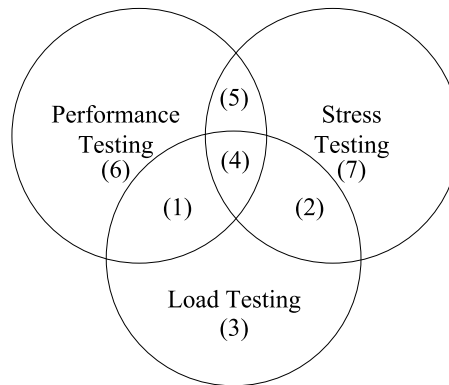 (5)
Performance
Testing
(6)
Stress
Testing
(7)
(4)
(1)
(2)
Load Testing
(3)